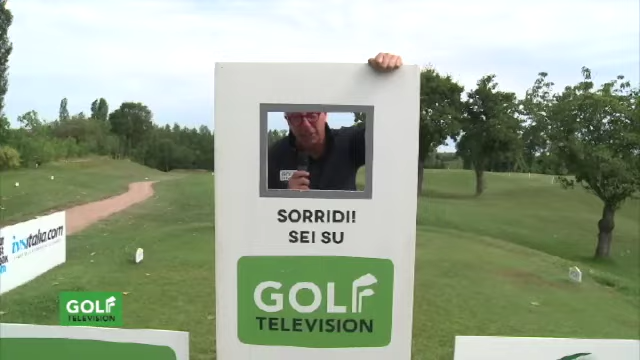 SORRIDI!
SEI SU
GOLF
TELEVISION
italia.com
GOLF
TELEVISION